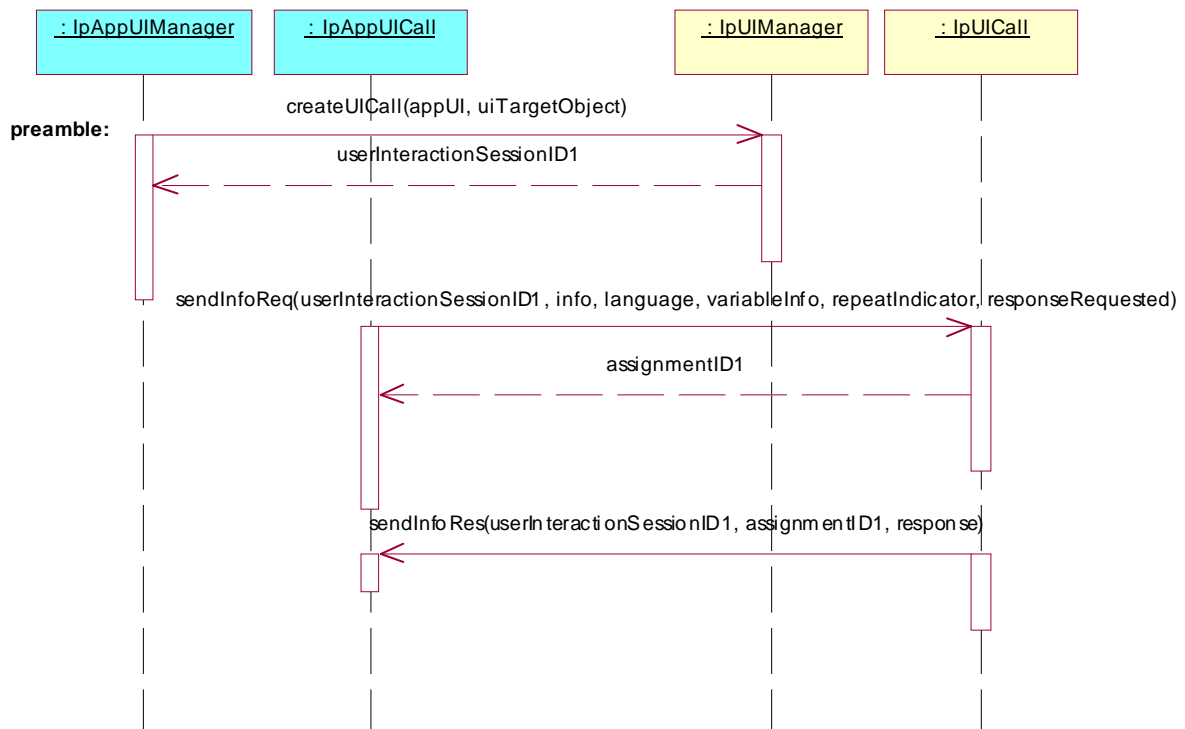 : IpAppUIManager
: IpAppUICall
: IpUIManager
: IpUICall
createUICall(appUI, uiTargetObject)
preamble:
userInteractionSessionID1
sendInfoReq(userInteractionSessionID1, info, language, variableInfo, repeatIndicator, responseRequested)
assignmentID1
sendInfoRes(userInteractionSessionID1, assignmentID1, response)